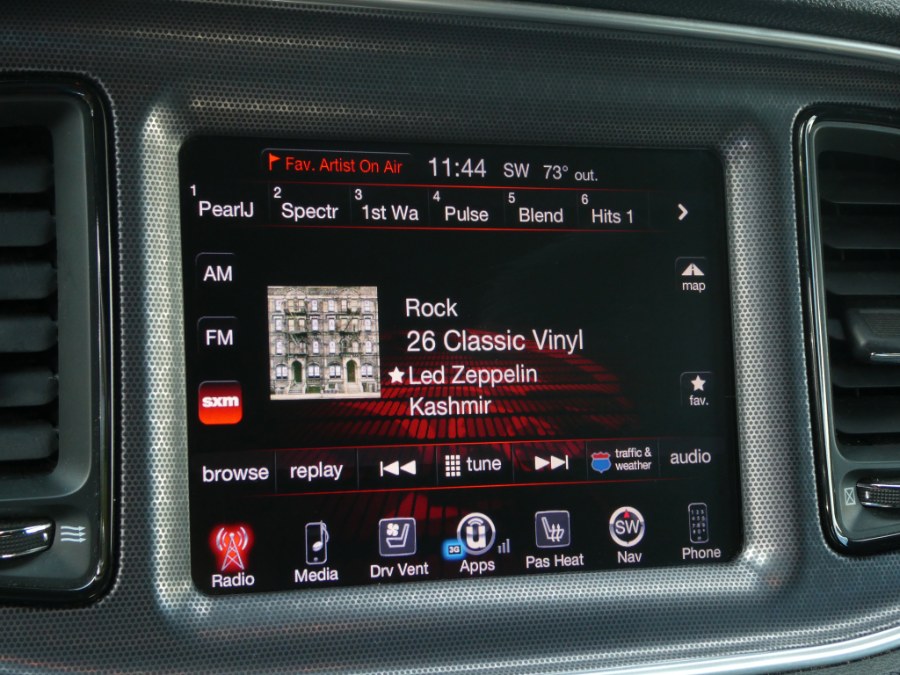 Fav. Artist On Air 11:44 SW 73° out.
1 PearlJ 2 Spectr 3 1st Wa 4 Pulse 5 Blend 6 Hits 1
AM
map
FM
Rock
26 Classic Vinyl
Led Zeppelin
Kashmir
sxm
fav.
browse replay tune traffic & weather audio
Radio Media Drv Vent 3G Apps Pas Heat SW Nav Phone